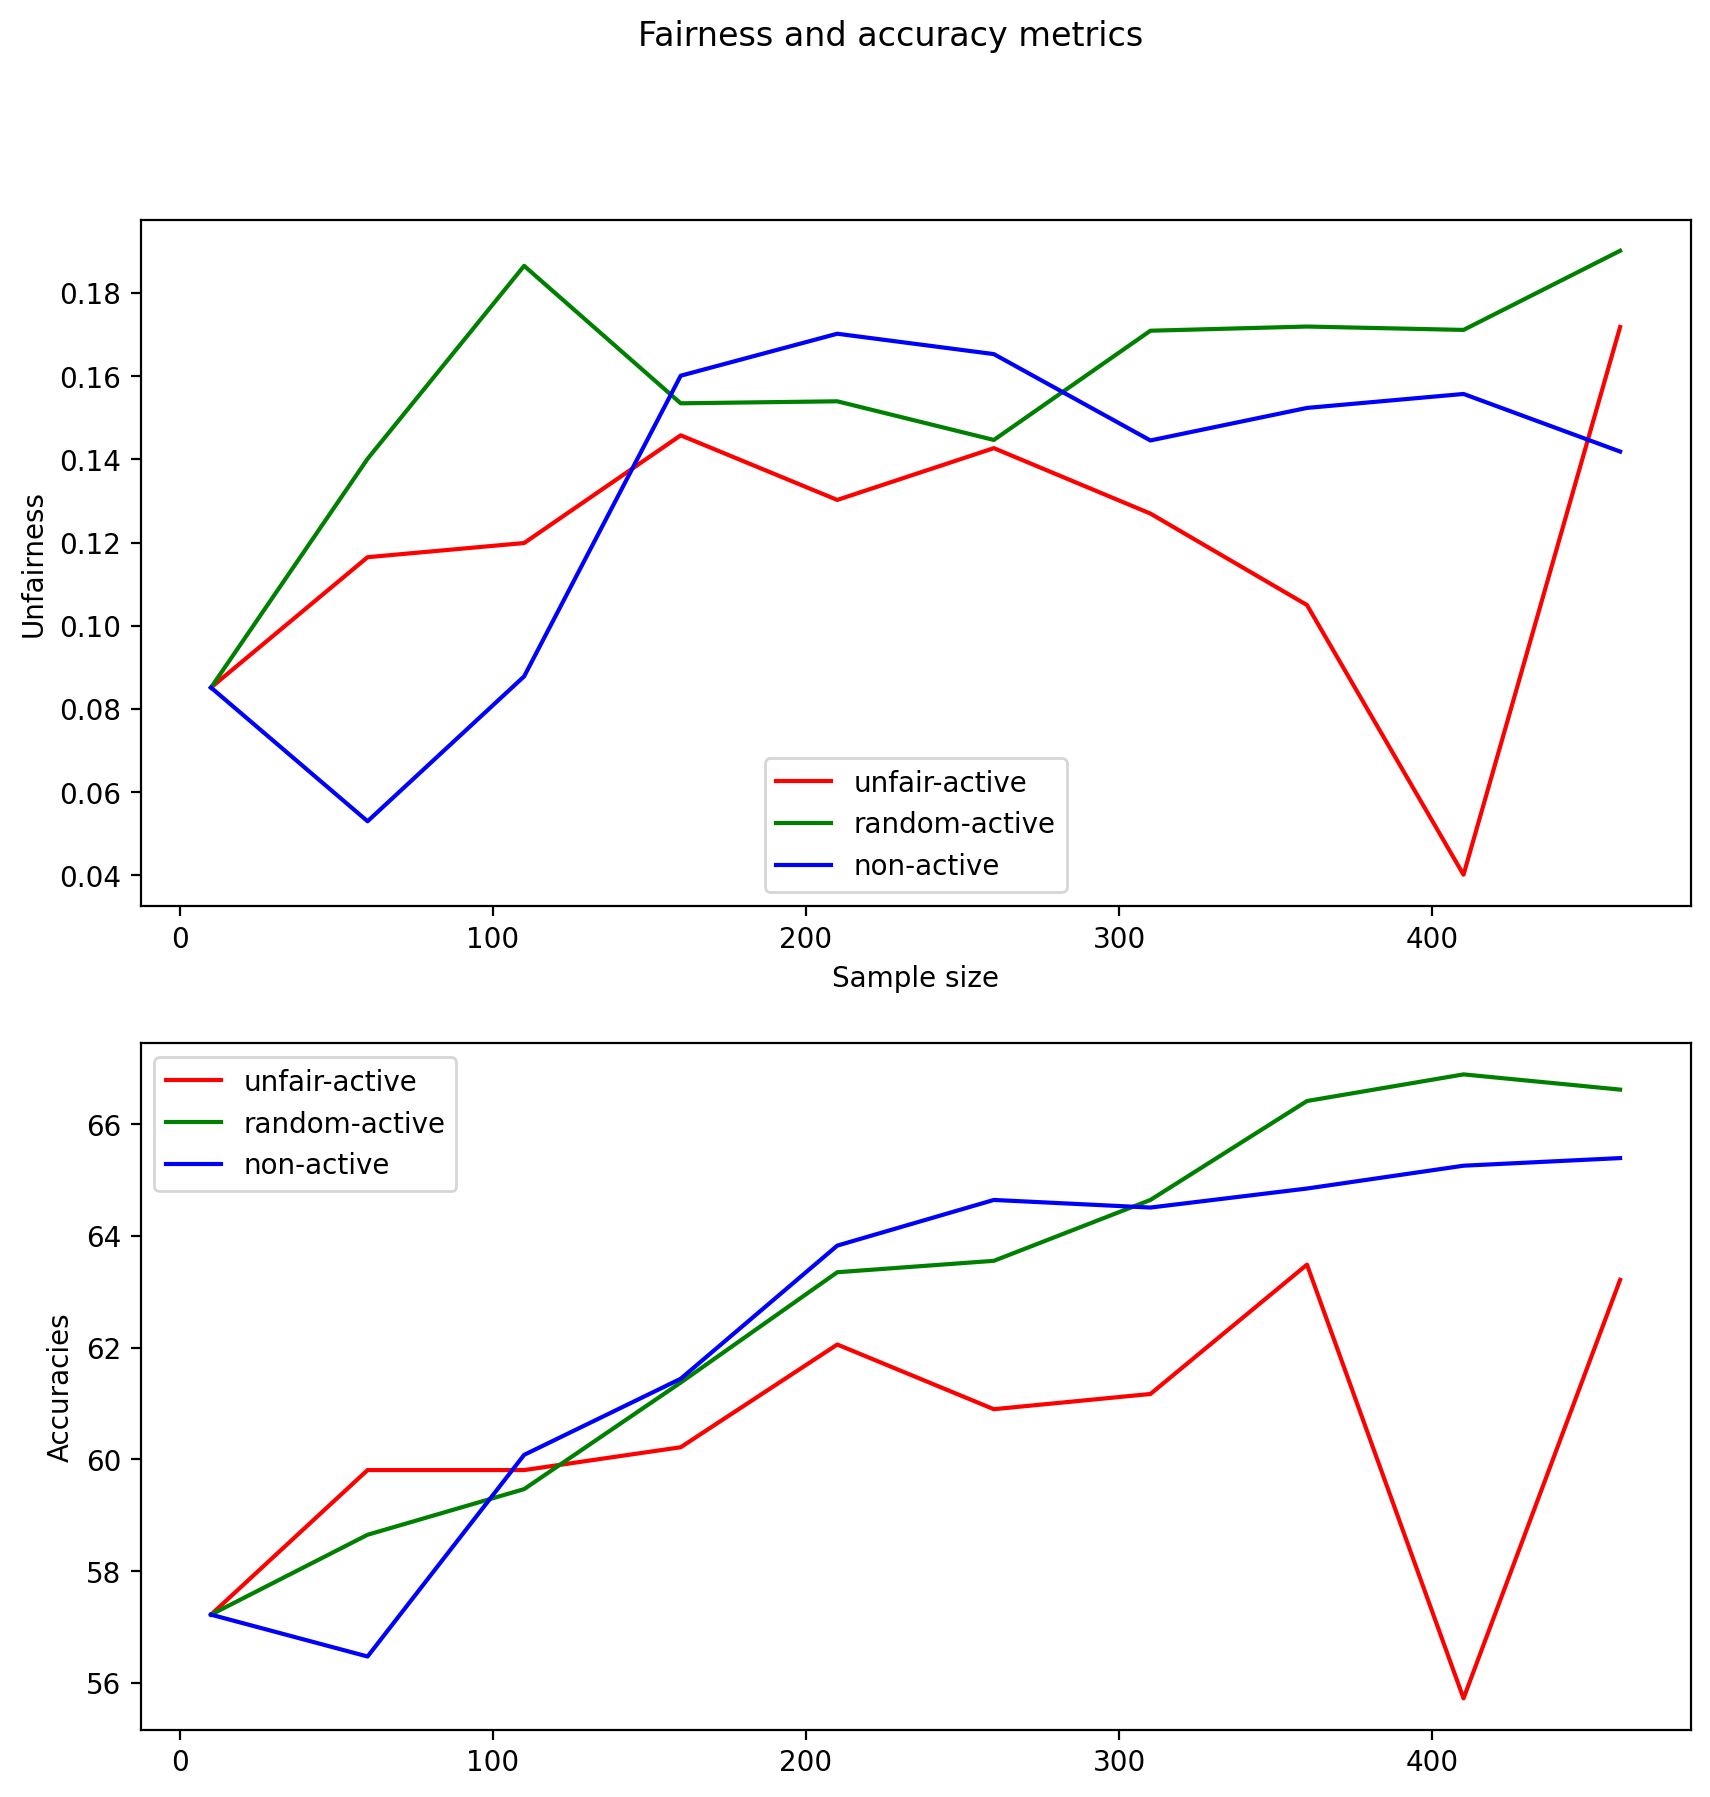 Fairness and accuracy metrics
0.18
0.16
0.14
0.12
0.10
0.08
0.06
0.04
Unfairness
unfair-active
random-active
non-active
0 100 200 300 400
Sample size
unfair-active
random-active
non-active
66
64
62
60
58
56
Accuracies
0 100 200 300 400